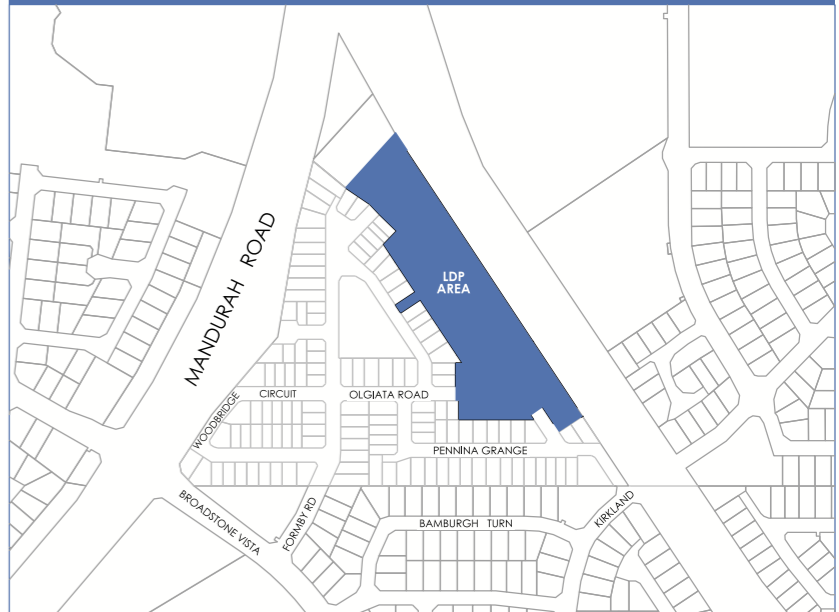 MANDURAH ROAD
LDP
AREA
WOODBRIDGE
CIRCUIT
OLGIATA ROAD
PENNINA GRANGE
BROADSTONE VISTA
FORMBY RD
BAMBURGH TURN
KIRKLAND